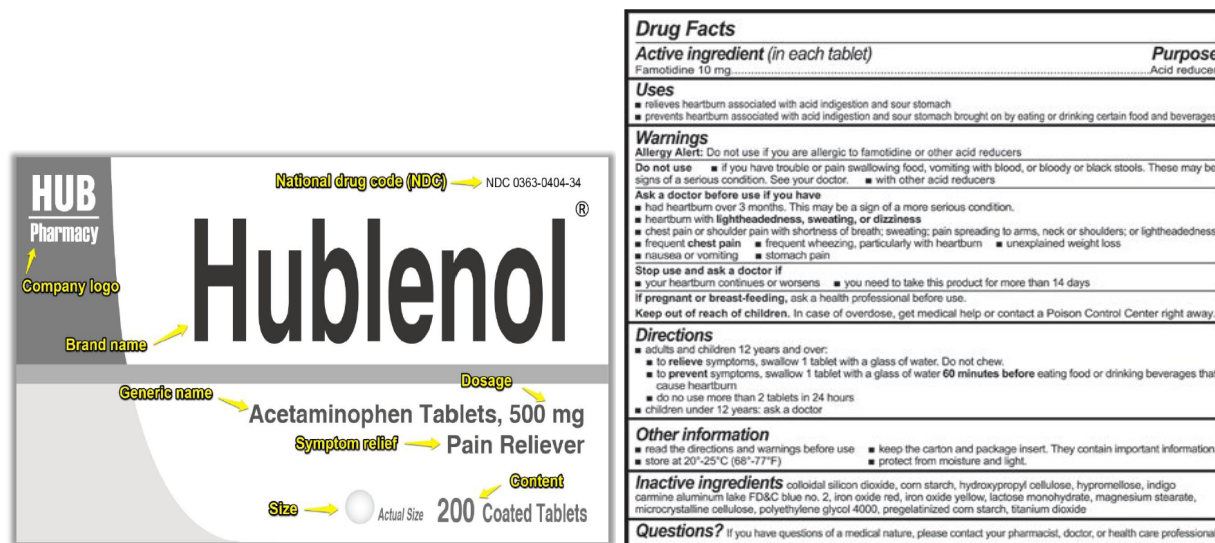 HUB
Pharmacy
Company logo
National drug code (NDC)
NDC 0363-0404-34
Hublenol®
Brand name
Generic name
Dosage
Acetaminophen Tablets, 500 mg
Symptom relief
Pain Reliever
Content
Size
Actual Size
200 Coated Tablets
Drug Facts
Active ingredient (in each tablet) Purpose
Famotidine 10 mg Acid reducer
Uses
■ relieves heartburn associated with acid indigestion and sour stomach
■ prevents heartburn associated with acid indigestion and sour stomach brought on by eating or drinking certain food and beverages
Warnings
Allergy Alert: Do not use if you are allergic to famotidine or other acid reducers
Do not use ■ if you have trouble or pain swallowing food, vomiting with blood, or bloody or black stools. These may be
signs of a serious condition. See your doctor. ■ with other acid reducers
Ask a doctor before use if you have
■ had heartburn over 3 months. This may be a sign of a more serious condition.
■ heartburn with lightheadedness, sweating, or dizziness
■ chest pain or shoulder pain with shortness of breath; sweating; pain spreading to arms, neck or shoulders; or lightheadedness
■ frequent chest pain ■ frequent wheezing, particularly with heartburn ■ unexplained weight loss
■ nausea or vomiting ■ stomach pain
Stop use and ask a doctor if
■ your heartburn continues or worsens ■ you need to take this product for more than 14 days
If pregnant or breast-feeding, ask a health professional before use.
Keep out of reach of children. In case of overdose, get medical help or contact a Poison Control Center right away.
Directions
■ adults and children 12 years and over:
■ to relieve symptoms, swallow 1 tablet with a glass of water. Do not chew.
■ to prevent symptoms, swallow 1 tablet with a glass of water 60 minutes before eating food or drinking beverages that
cause heartburn
■ do no use more than 2 tablets in 24 hours
■ children under 12 years: ask a doctor
Other information
■ read the directions and warnings before use ■ keep the carton and package insert. They contain important information
■ store at 20°-25°C (68°-77°F) ■ protect from moisture and light.
Inactive ingredients colloidal silicon dioxide, corn starch, hydroxypropyl cellulose, hypromellose, indigo
carmine aluminum lake FD&C blue no. 2, iron oxide red, iron oxide yellow, lactose monohydrate, magnesium stearate,
microcrystalline cellulose, polyethylene glycol 4000, pregelatinized corn starch, titanium dioxide
Questions? If you have questions of a medical nature, please contact your pharmacist, doctor, or health care professional